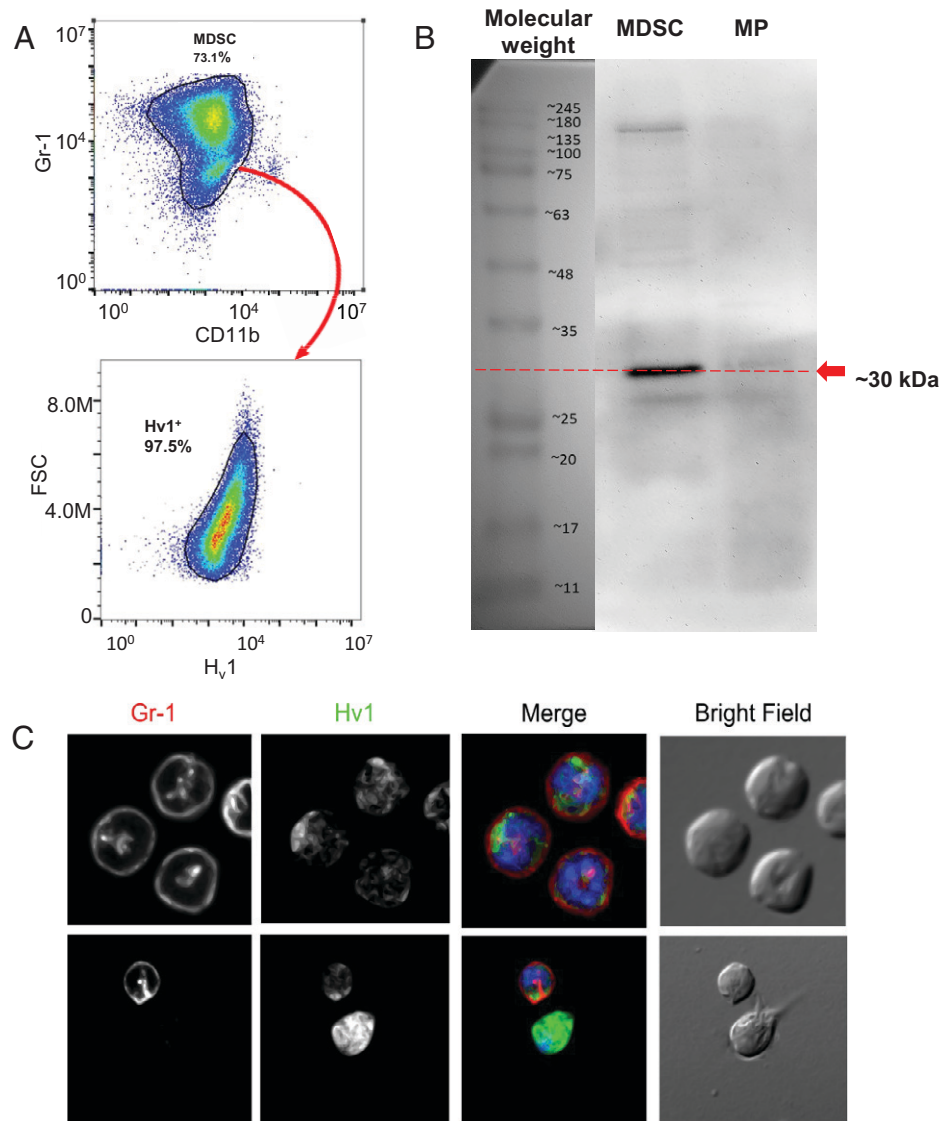 A
10⁷
MDSC
73.1%
Gr-1
10⁴
10⁰
10⁰
10⁴
10⁷
CD11b
8.0M
Hv1⁺
97.5%
FSC
4.0M
0
10⁰
10⁴
10⁷
Hᵥ1
B
Molecular
weight
MDSC
MP
~245
~180
~135
~100
~75
~63
~48
~35
~30 kDa
~25
~20
~17
~11
C
Gr-1
Hv1
Merge
Bright Field